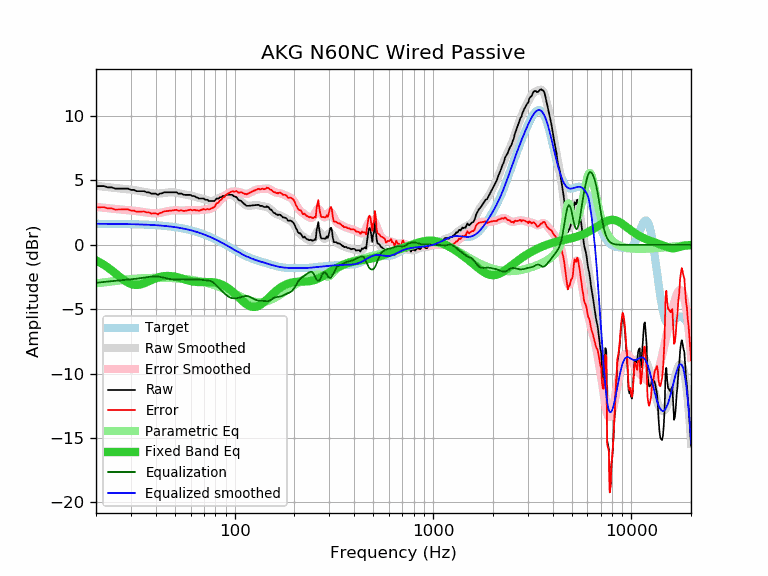 AKG N60NC Wired Passive
Amplitude (dBr)
10
5
0
−5
−10
−15
−20
Target
Raw Smoothed
Error Smoothed
Raw
Error
Parametric Eq
Fixed Band Eq
Equalization
Equalized smoothed
100 1000 10000
Frequency (Hz)